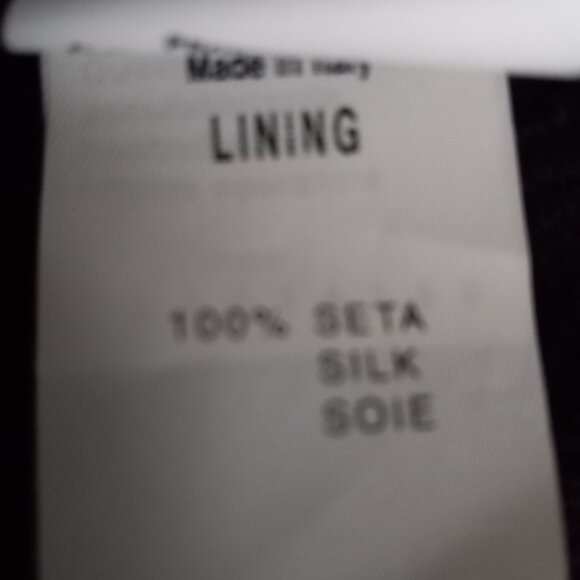 Made in Italy
LINING
100% SETA
SILK
SOIE